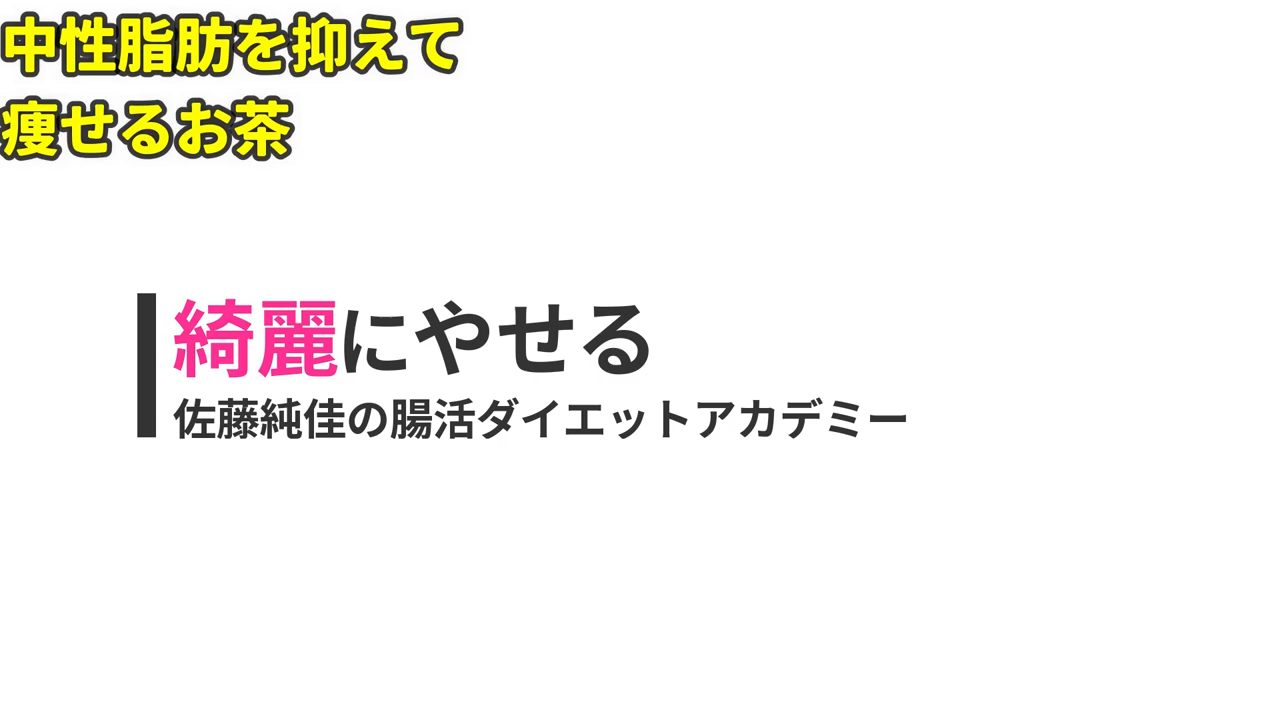 中性脂肪を抑えて
痩せるお茶
綺麗にやせる
佐藤純佳の腸活ダイエットアカデミー